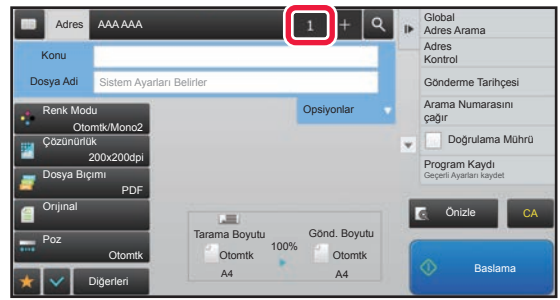 Adres
AAA AAA
1
+
Konu
Dosya Adi
Sistem Ayarları Belirler
Opsiyonlar
Renk Modu
Otomtk/Mono2
Çözünürlük
200x200dpi
Dosya Bıçımı
PDF
Orıjınal
Poz
Otomtk
Diğerleri
Tarama Boyutu
Otomtk
A4
100%
Gönd. Boyutu
Otomtk
A4
Global
Adres Arama
Adres
Kontrol
Gönderme Tarihçesi
Arama Numarasını
çağır
Doğrulama Mührü
Program Kaydı
Geçerli Ayarları kaydet
Önizle
CA
Baslama